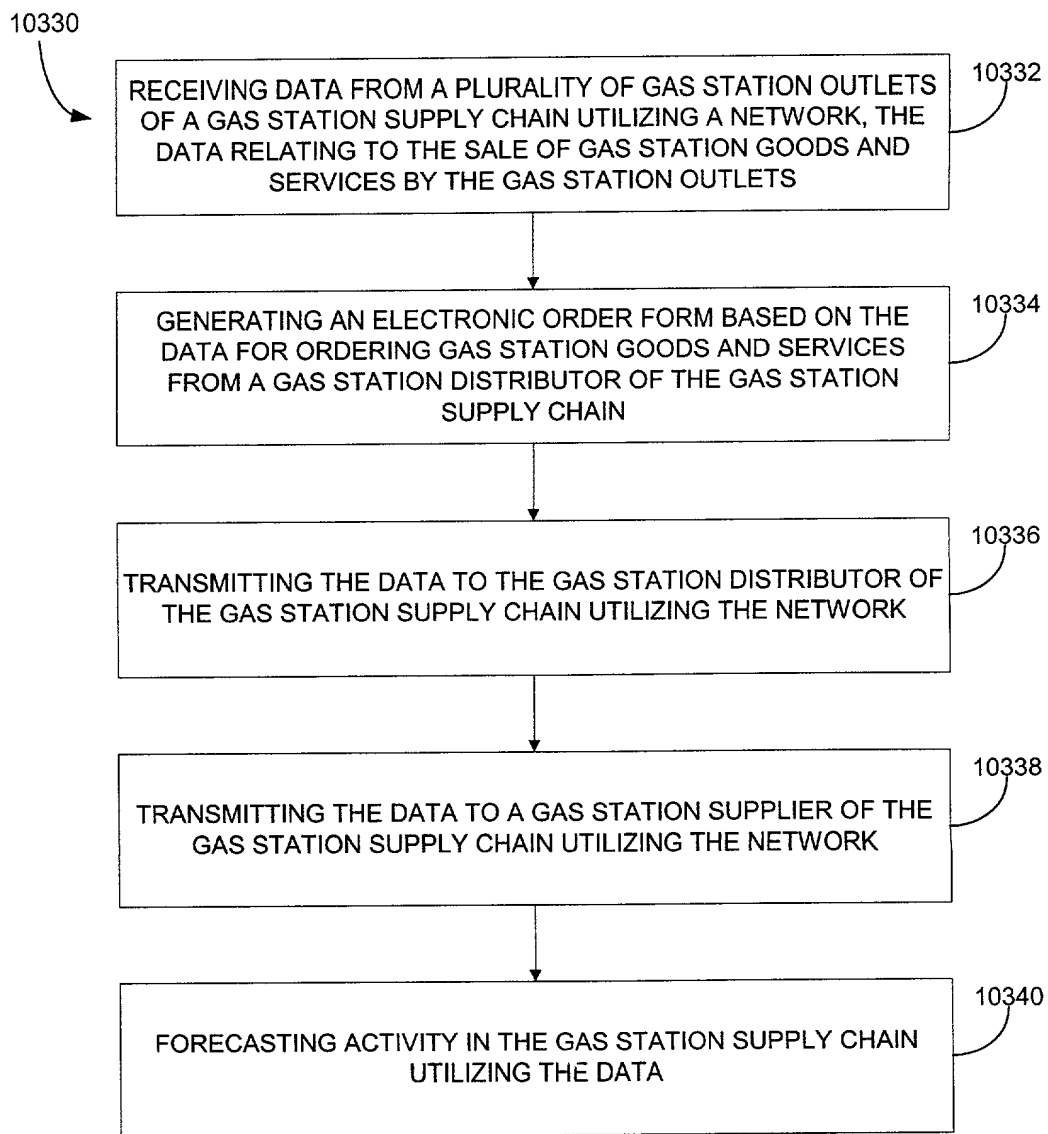 10330
RECEIVING DATA FROM A PLURALITY OF GAS STATION OUTLETS
OF A GAS STATION SUPPLY CHAIN UTILIZING A NETWORK, THE
DATA RELATING TO THE SALE OF GAS STATION GOODS AND
SERVICES BY THE GAS STATION OUTLETS
10332
GENERATING AN ELECTRONIC ORDER FORM BASED ON THE
DATA FOR ORDERING GAS STATION GOODS AND SERVICES
FROM A GAS STATION DISTRIBUTOR OF THE GAS STATION
SUPPLY CHAIN
10334
TRANSMITTING THE DATA TO THE GAS STATION DISTRIBUTOR OF
THE GAS STATION SUPPLY CHAIN UTILIZING THE NETWORK
10336
TRANSMITTING THE DATA TO A GAS STATION SUPPLIER OF THE
GAS STATION SUPPLY CHAIN UTILIZING THE NETWORK
10338
FORECASTING ACTIVITY IN THE GAS STATION SUPPLY CHAIN
UTILIZING THE DATA
10340